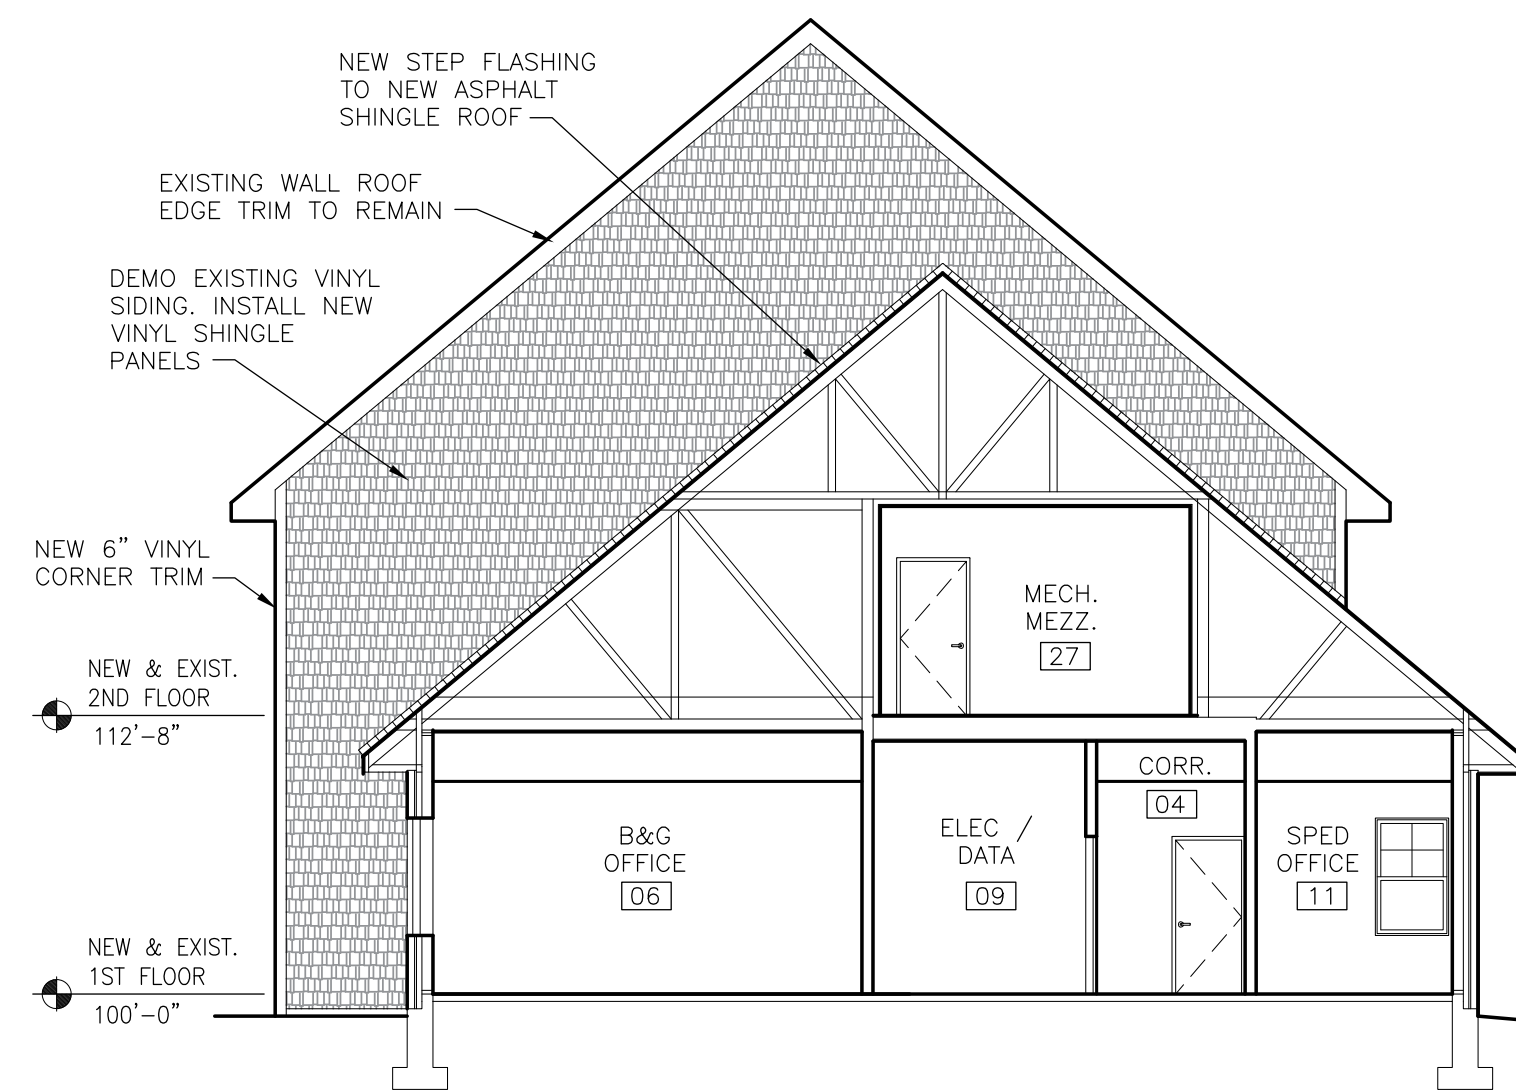 NEW STEP FLASHING
TO NEW ASPHALT
SHINGLE ROOF
EXISTING WALL ROOF
EDGE TRIM TO REMAIN
DEMO EXISTING VINYL
SIDING. INSTALL NEW
VINYL SHINGLE
PANELS
NEW 6" VINYL
CORNER TRIM
NEW & EXIST.
2ND FLOOR
112'-8"
MECH.
MEZZ.
27
CORR.
04
B&G
OFFICE
06
ELEC /
DATA
09
SPED
OFFICE
11
NEW & EXIST.
1ST FLOOR
100'-0"